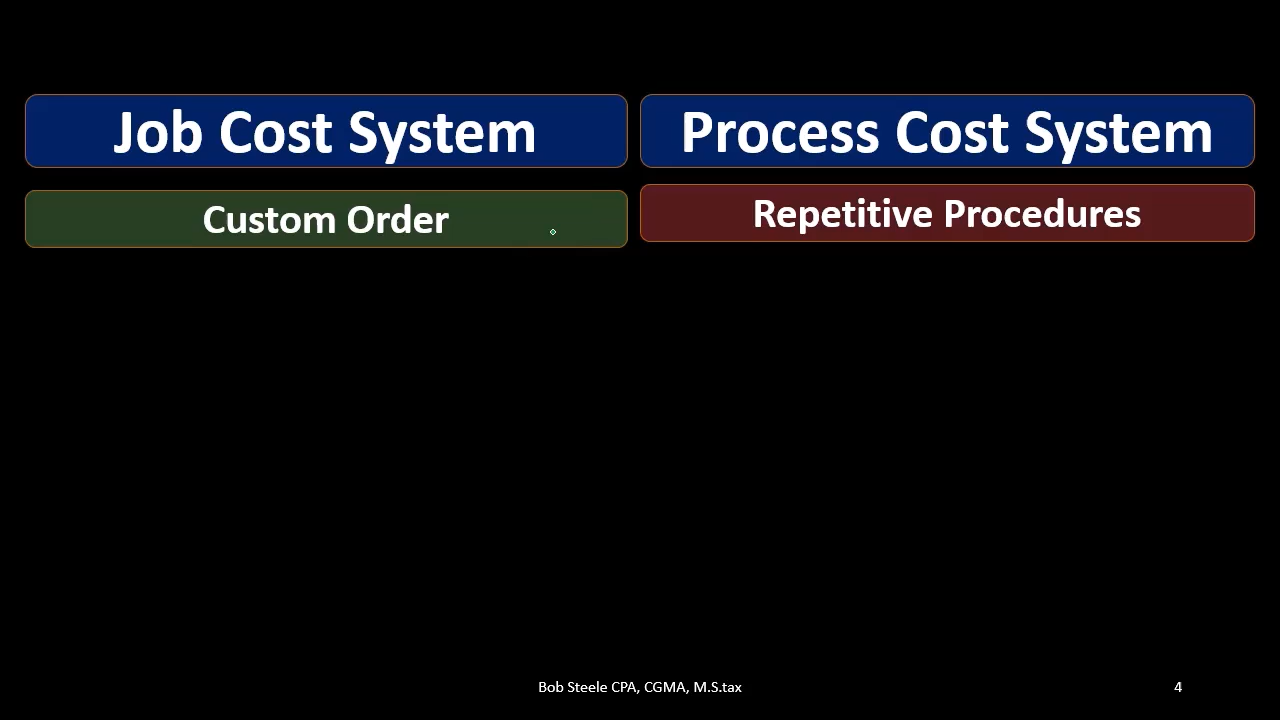 Job Cost System
Process Cost System
Custom Order
Repetitive Procedures
Bob Steele CPA, CGMA, M.S.tax
4